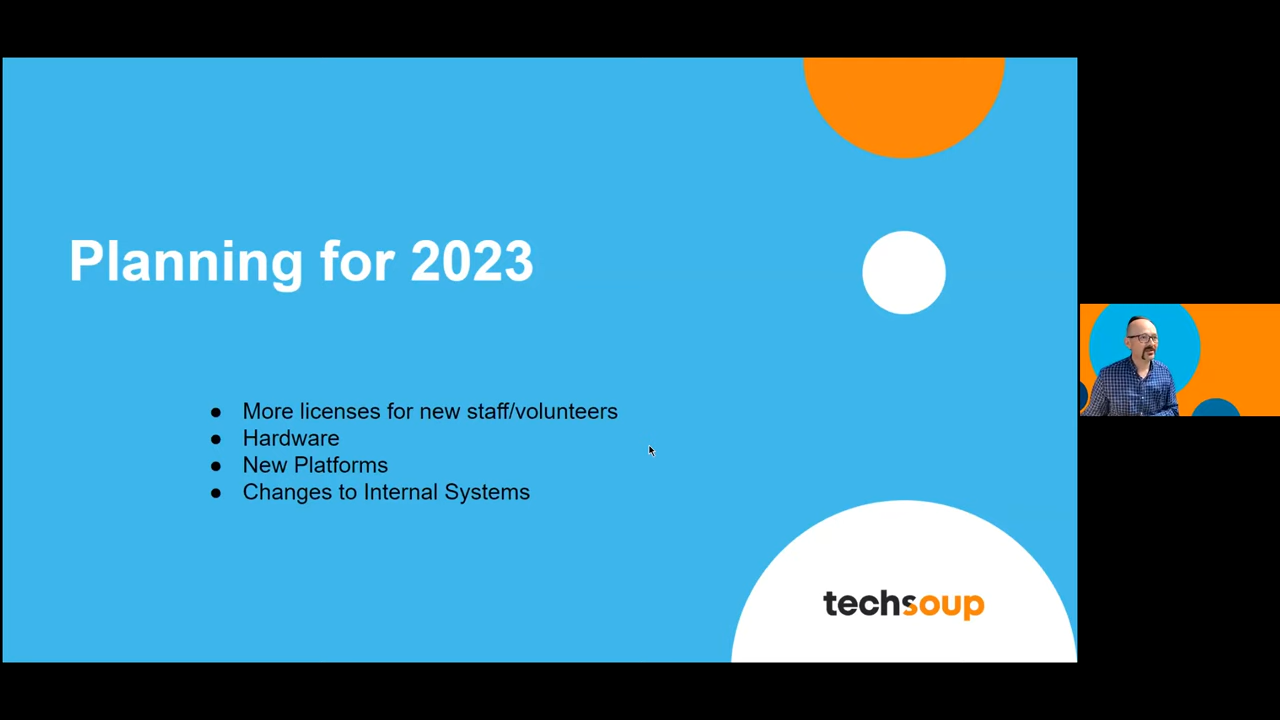 Planning for 2023
● More licenses for new staff/volunteers
● Hardware
● New Platforms
● Changes to Internal Systems
techsoup